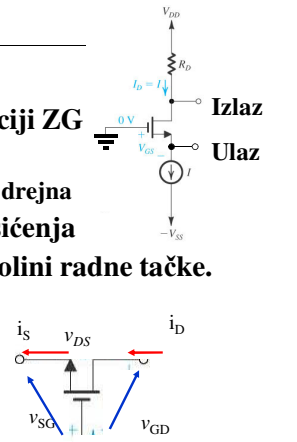 V_DD
R_D
I_D = I
Izlaz
ciji ZG
0 V
+
V_GS −
Ulaz
I
drejna
sićenja
−V_SS
olini radne tačke.
i_S
v_DS
i_D
v_SG
+
v_GD